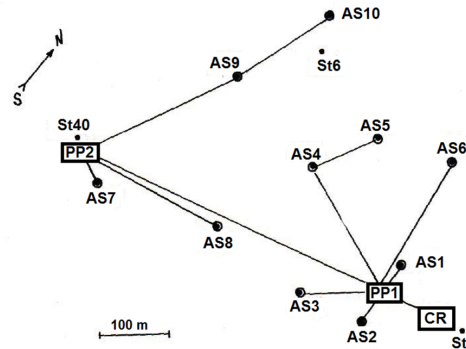 AS10
N
AS9
St6
S
St40
PP2
AS5
AS4
AS6
AS7
AS8
AS1
AS3
PP1
CR
AS2
St
100 m